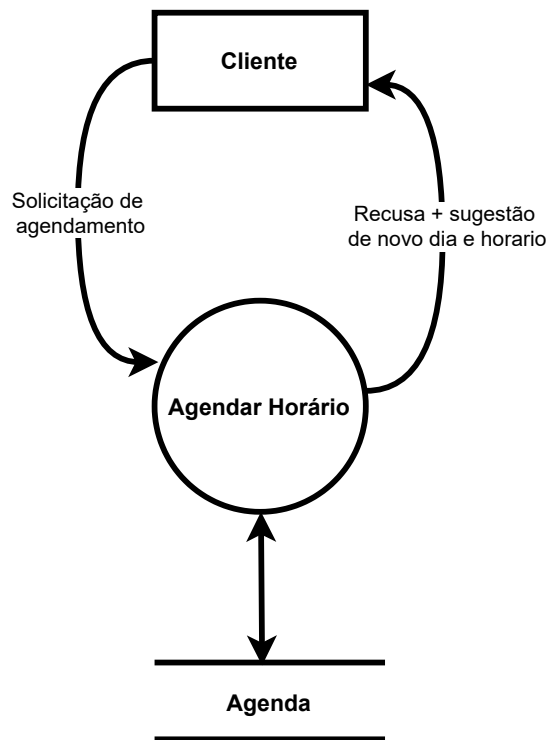 Cliente
Solicitação de
agendamento
Recusa + sugestão
de novo dia e horario
Agendar Horário
Agenda